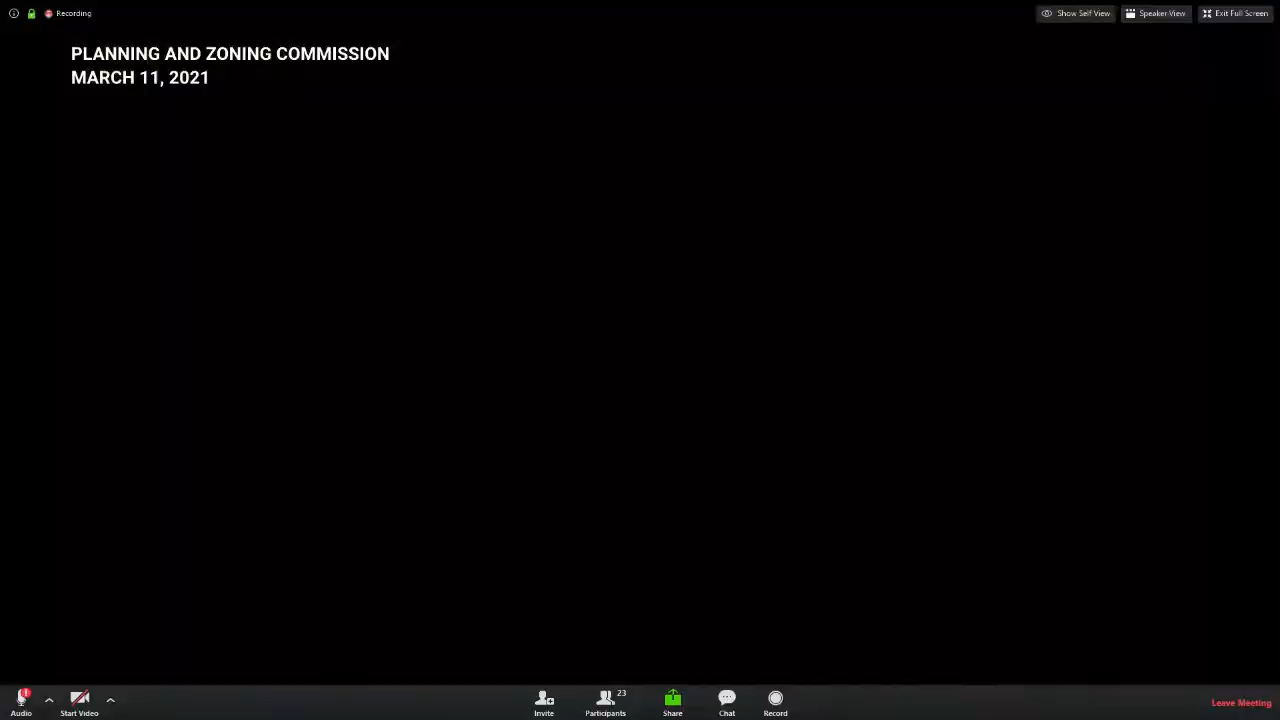 Recording
Show Self View
Speaker View
Exit Full Screen
PLANNING AND ZONING COMMISSION
MARCH 11, 2021
Audio
Start Video
Invite
23
Participants
Share
Chat
Record
Leave Meeting